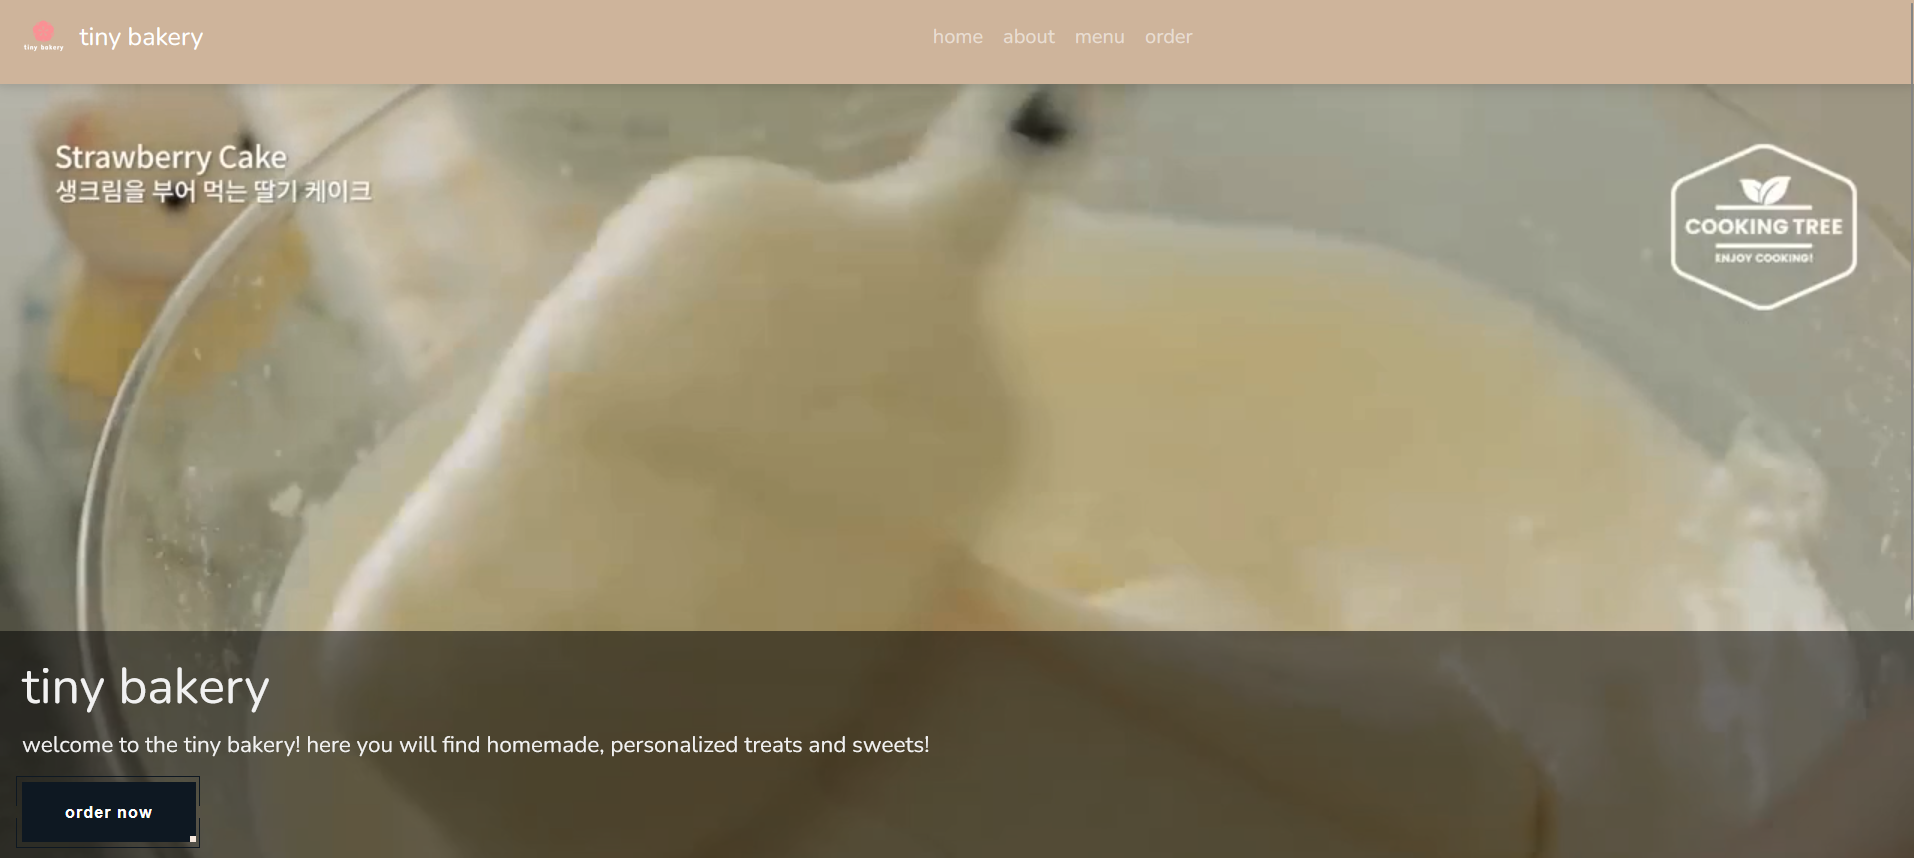 tiny bakery
tiny bakery
home about menu order
Strawberry Cake
생크림을 부어 먹는 딸기 케이크
COOKING TREE
ENJOY COOKING!
tiny bakery
welcome to the tiny bakery! here you will find homemade, personalized treats and sweets!
order now